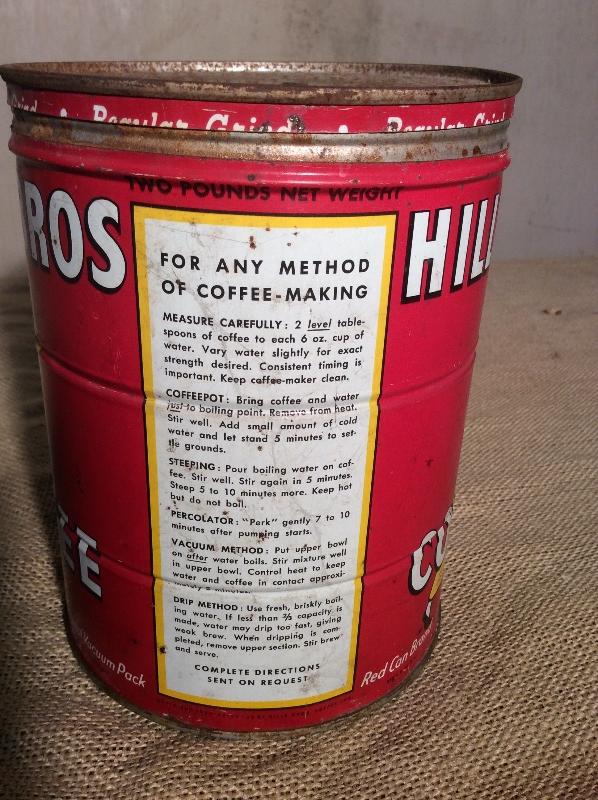 Regular Grind • Regular Grind
TWO POUNDS NET WEIGHT
ROS
HILL
FOR ANY METHOD
OF COFFEE-MAKING
MEASURE CAREFULLY: 2 level table-
spoons of coffee to each 6 oz. cup of
water. Vary water slightly for exact
strength desired. Consistent timing is
important. Keep coffee-maker clean.
COFFEEPOT: Bring coffee and water
just to boiling point. Remove from heat.
Stir well. Add small amount of cold
water and let stand 5 minutes to set-
tle grounds.
STEEPING: Pour boiling water on cof-
fee. Stir well. Stir again in 5 minutes.
Steep 5 to 10 minutes more. Keep hot
but do not boil.
PERCOLATOR: "Perk" gently 7 to 10
minutes after pumping starts.
VACUUM METHOD: Put upper bowl
on after water boils. Stir mixture well
in upper bowl. Control heat to keep
water and coffee in contact approxi-
DRIP METHOD: Use fresh, briskly boil-
ing water. If less than ⅔ capacity is
made, water may drip too fast, giving
weak brew. When dripping is com-
pleted, remove upper section. Stir brew
and serve.
COMPLETE DIRECTIONS
SENT ON REQUEST
EE
Vacuum Pack
Red Can Bran